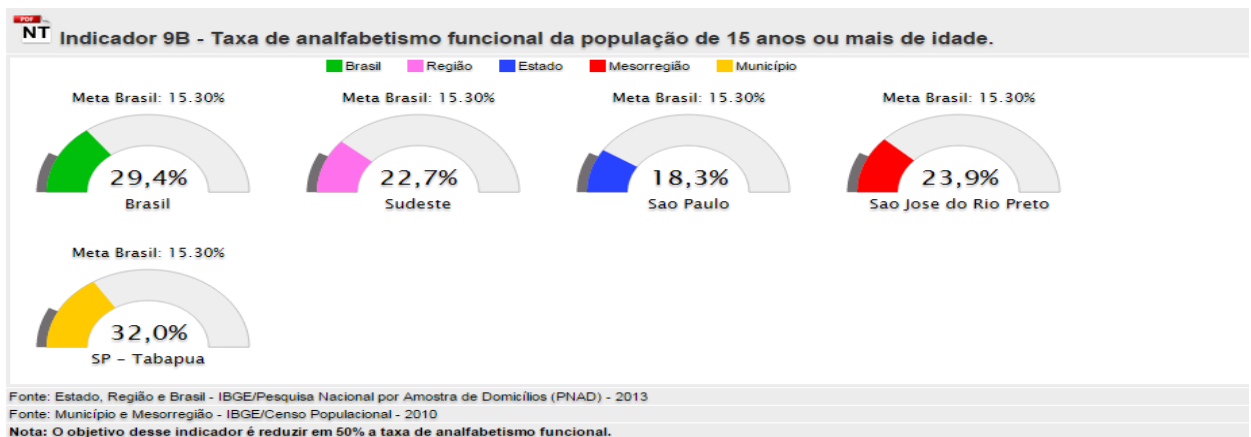 PDF
NT Indicador 9B - Taxa de analfabetismo funcional da população de 15 anos ou mais de idade.
Brasil Região Estado Mesorregião Município
Meta Brasil: 15.30% Meta Brasil: 15.30% Meta Brasil: 15.30% Meta Brasil: 15.30%
29,4% 22,7% 18,3% 23,9%
Brasil Sudeste Sao Paulo Sao Jose do Rio Preto
Meta Brasil: 15.30%
32,0%
SP - Tabapua
Fonte: Estado, Região e Brasil - IBGE/Pesquisa Nacional por Amostra de Domicílios (PNAD) - 2013
Fonte: Município e Mesorregião - IBGE/Censo Populacional - 2010
Nota: O objetivo desse indicador é reduzir em 50% a taxa de analfabetismo funcional.